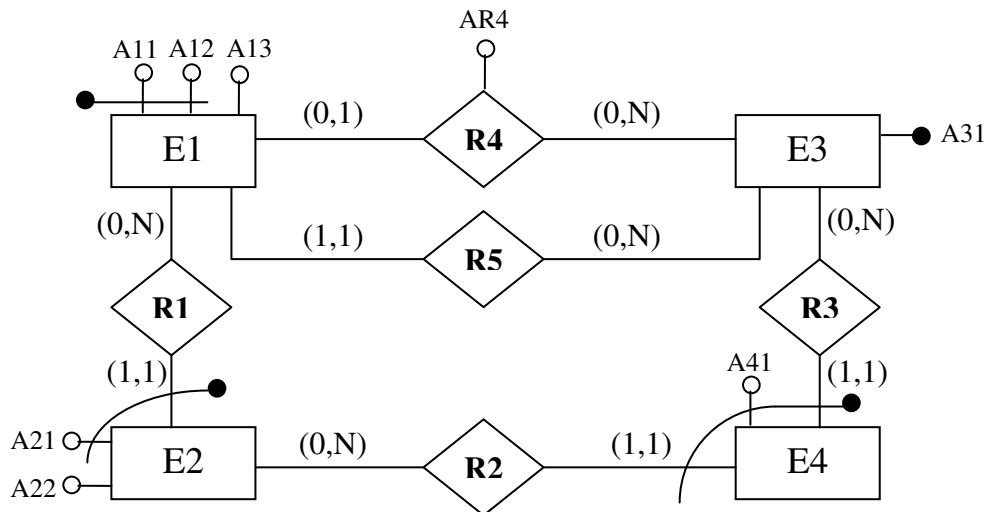 AR4
A11 A12 A13
(0,1) (0,N)
E1 R4 E3 A31
(0,N) (1,1) (0,N) (0,N)
R5
R1 R3
A41
(1,1) (1,1)
A21
E2 (0,N) R2 (1,1) E4
A22